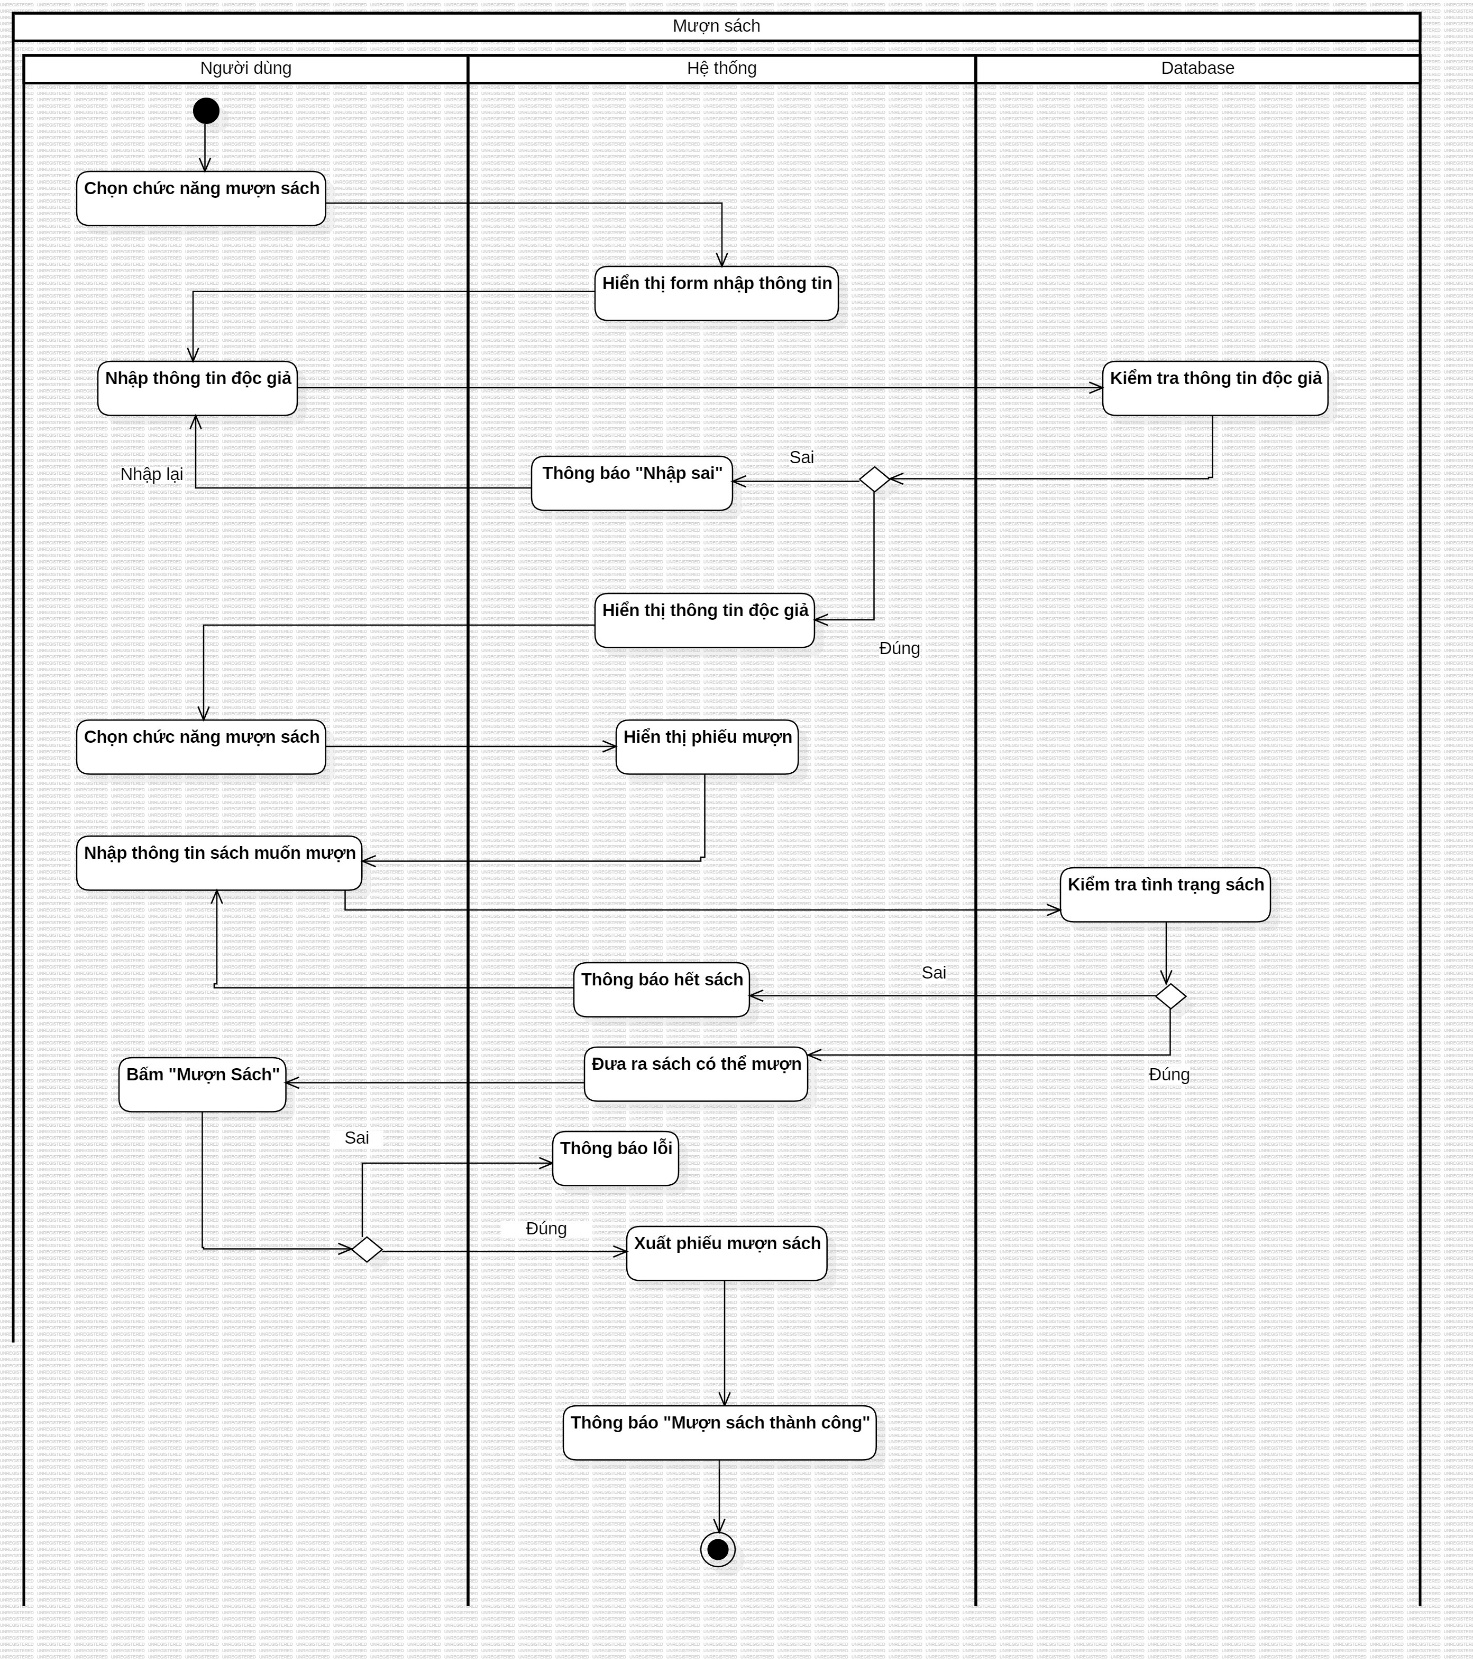 Mượn sách
Người dùng
Hệ thống
Database
Chọn chức năng mượn sách
Hiển thị form nhập thông tin
Nhập thông tin độc giả
Kiểm tra thông tin độc giả
Sai
Nhập lại
Thông báo "Nhập sai"
Hiển thị thông tin độc giả
Đúng
Chọn chức năng mượn sách
Hiển thị phiếu mượn
Nhập thông tin sách muốn mượn
Kiểm tra tình trạng sách
Thông báo hết sách
Sai
Đưa ra sách có thể mượn
Bấm "Mượn Sách"
Đúng
Sai
Thông báo lỗi
Đúng
Xuất phiếu mượn sách
Thông báo "Mượn sách thành công"